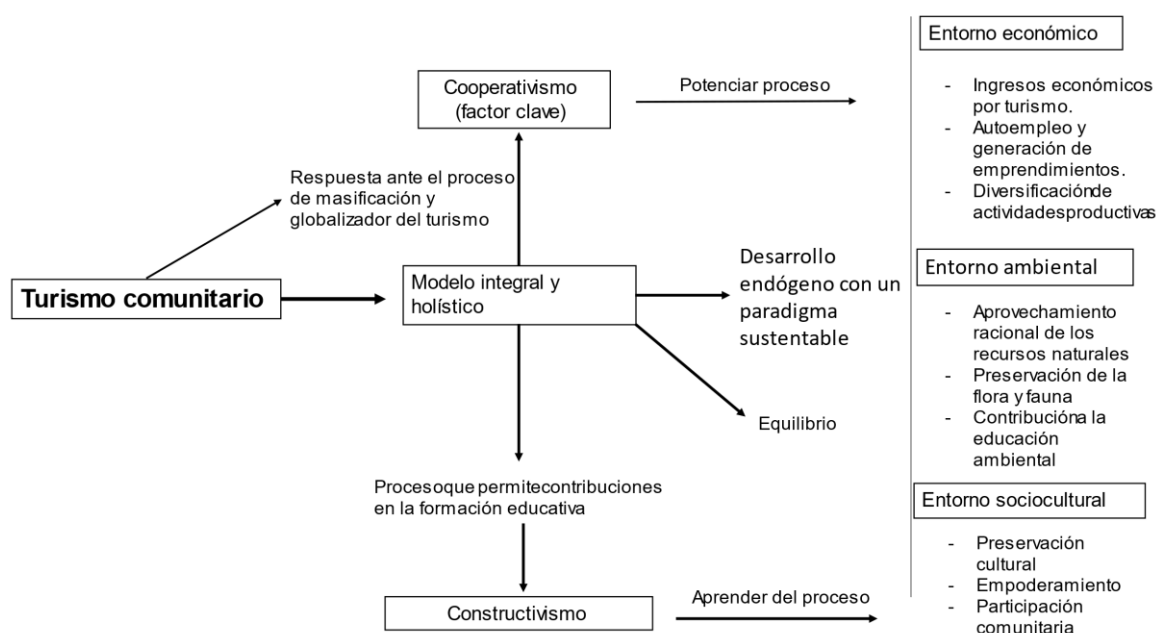 Turismo comunitario
Respuesta ante el proceso
de masificación y
globalizador del turismo
Cooperativismo
(factor clave)
Potenciar proceso
Modelo integral y
holístico
Desarrollo
endógeno con un
paradigma
sustentable
Equilibrio
Procesoque permitecontribuciones
en la formación educativa
Constructivismo
Aprender del proceso
Entorno económico
- Ingresos económicos
por turismo.
- Autoempleo y
generación de
emprendimientos.
- Diversificaciónde
actividadesproductivas
Entorno ambiental
- Aprovechamiento
racional de los
recursos naturales
- Preservación de la
flora y fauna
- Contribucióna la
educación
ambiental
Entorno sociocultural
- Preservación
cultural
- Empoderamiento
- Participación
comunitaria